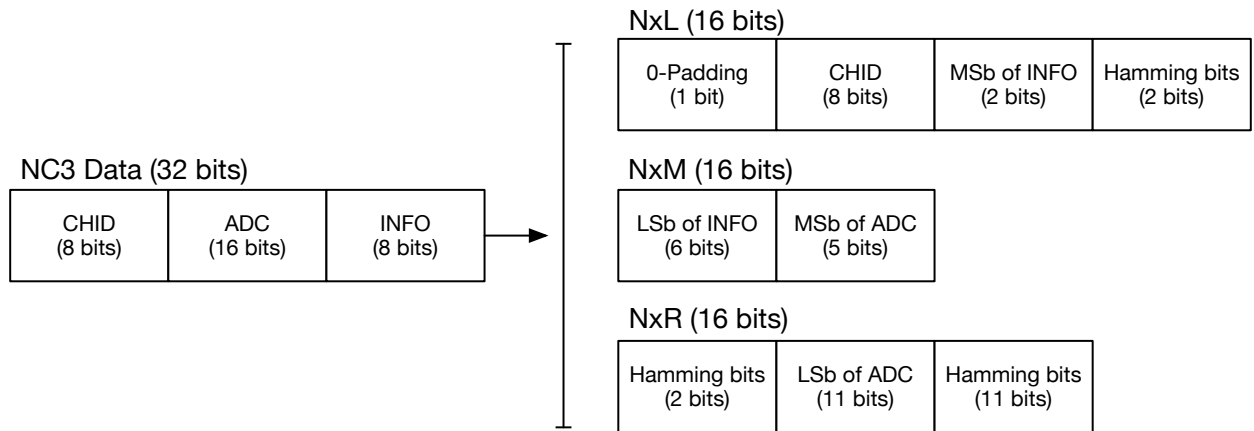 NxL (16 bits)
0-Padding
(1 bit)
CHID
(8 bits)
MSb of INFO
(2 bits)
Hamming bits
(2 bits)
NC3 Data (32 bits)
CHID
(8 bits)
ADC
(16 bits)
INFO
(8 bits)
NxM (16 bits)
LSb of INFO
(6 bits)
MSb of ADC
(5 bits)
NxR (16 bits)
Hamming bits
(2 bits)
LSb of ADC
(11 bits)
Hamming bits
(11 bits)